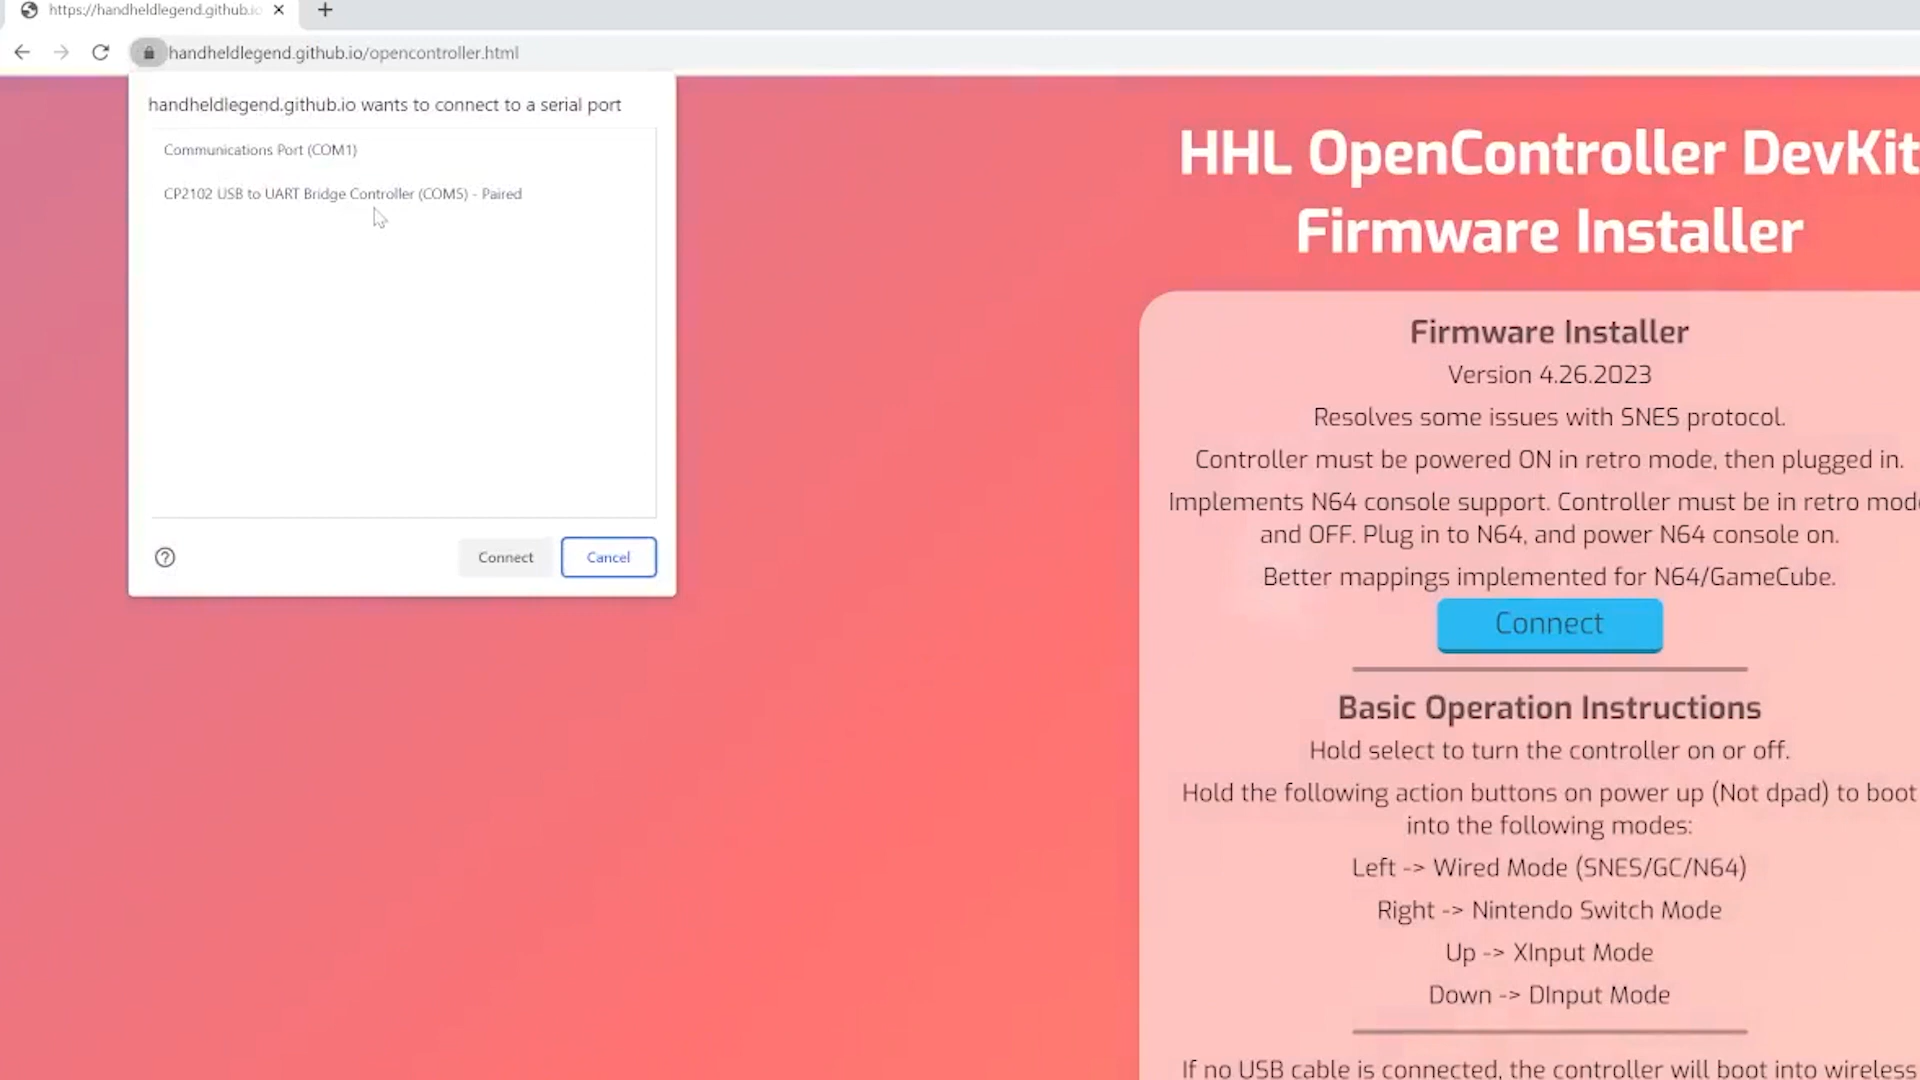 https://handheldlegend.github.io
handheldlegend.github.io/opencontroller.html
handheldlegend.github.io wants to connect to a serial port
Communications Port (COM1)
CP2102 USB to UART Bridge Controller (COM5) - Paired
Connect
Cancel
HHL OpenController DevKit
Firmware Installer
Firmware Installer
Version 4.26.2023
Resolves some issues with SNES protocol.
Controller must be powered ON in retro mode, then plugged in.
Implements N64 console support. Controller must be in retro mode
and OFF. Plug in to N64, and power N64 console on.
Better mappings implemented for N64/GameCube.
Connect
Basic Operation Instructions
Hold select to turn the controller on or off.
Hold the following action buttons on power up (Not dpad) to boot
into the following modes:
Left -> Wired Mode (SNES/GC/N64)
Right -> Nintendo Switch Mode
Up -> XInput Mode
Down -> DInput Mode
If no USB cable is connected, the controller will boot into wireless